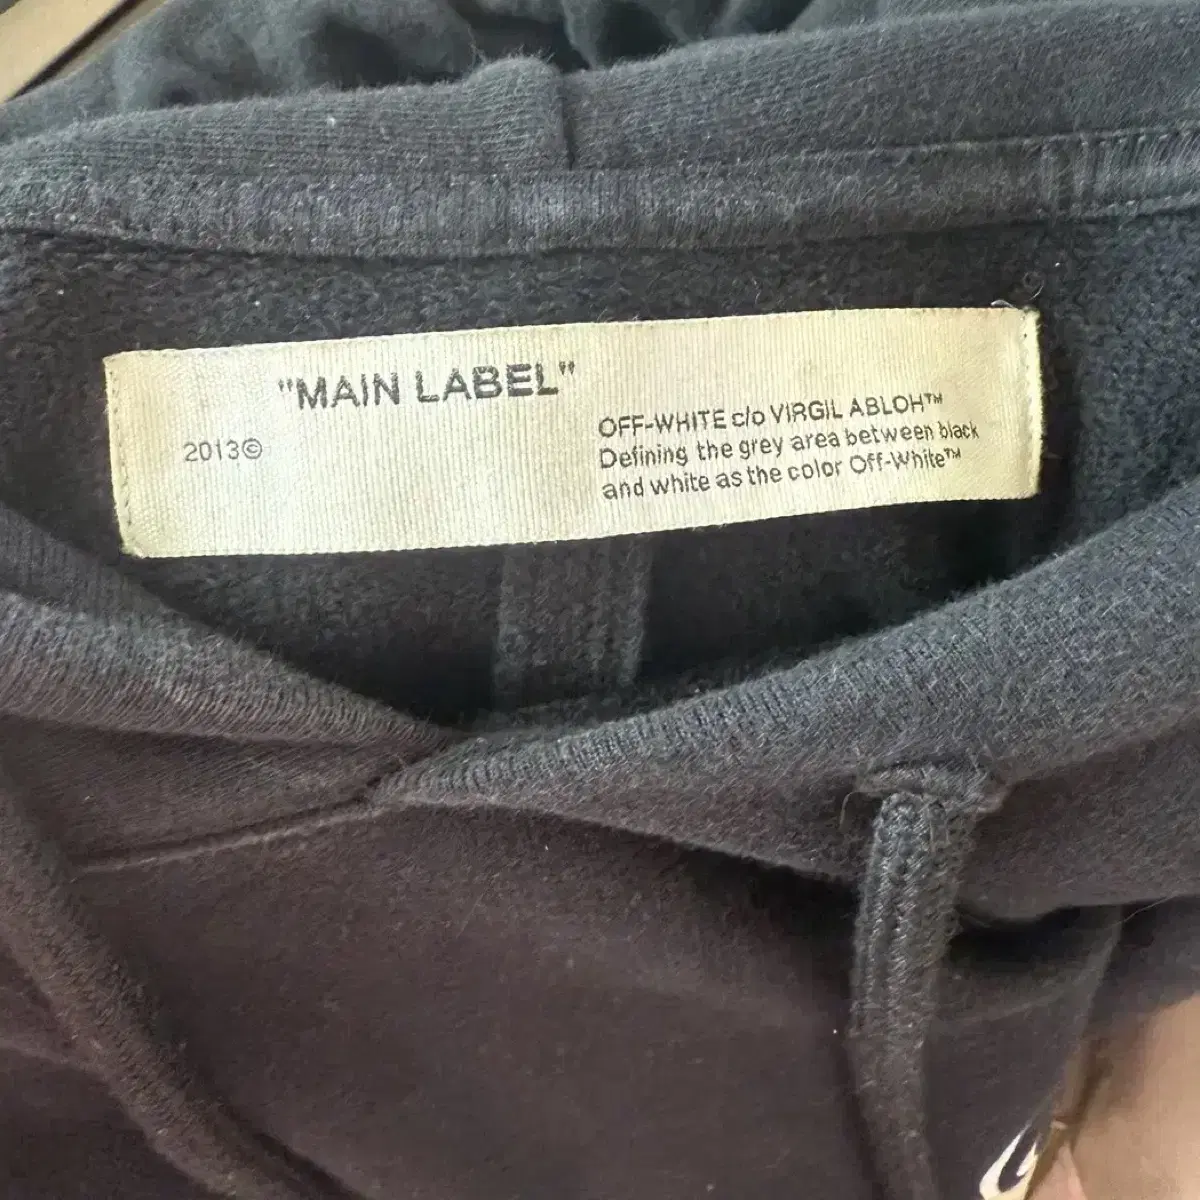 "MAIN LABEL"
2013©
OFF-WHITE c/o VIRGIL ABLOH™
Defining the grey area between black
and white as the color Off-White™